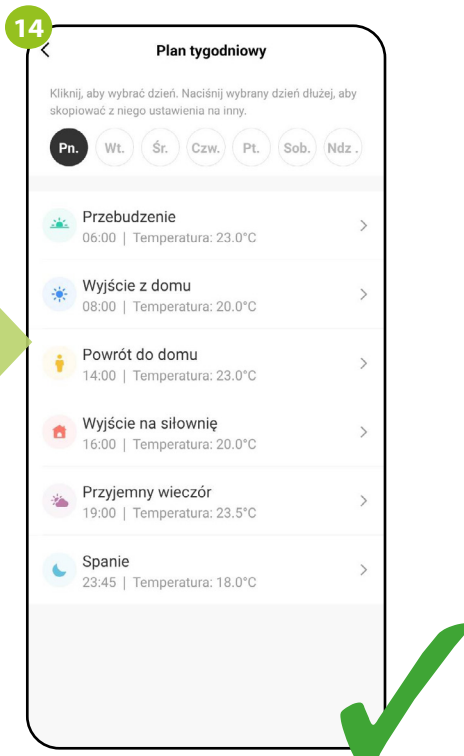 14
Plan tygodniowy
Kliknij, aby wybrać dzień. Naciśnij wybrany dzień dłużej, aby
skopiować z niego ustawienia na inny.
Pn. Wt. Śr. Czw. Pt. Sob. Ndz .
Przebudzenie
06:00 | Temperatura: 23.0°C
Wyjście z domu
08:00 | Temperatura: 20.0°C
Powrót do domu
14:00 | Temperatura: 23.0°C
Wyjście na siłownię
16:00 | Temperatura: 20.0°C
Przyjemny wieczór
19:00 | Temperatura: 23.5°C
Spanie
23:45 | Temperatura: 18.0°C